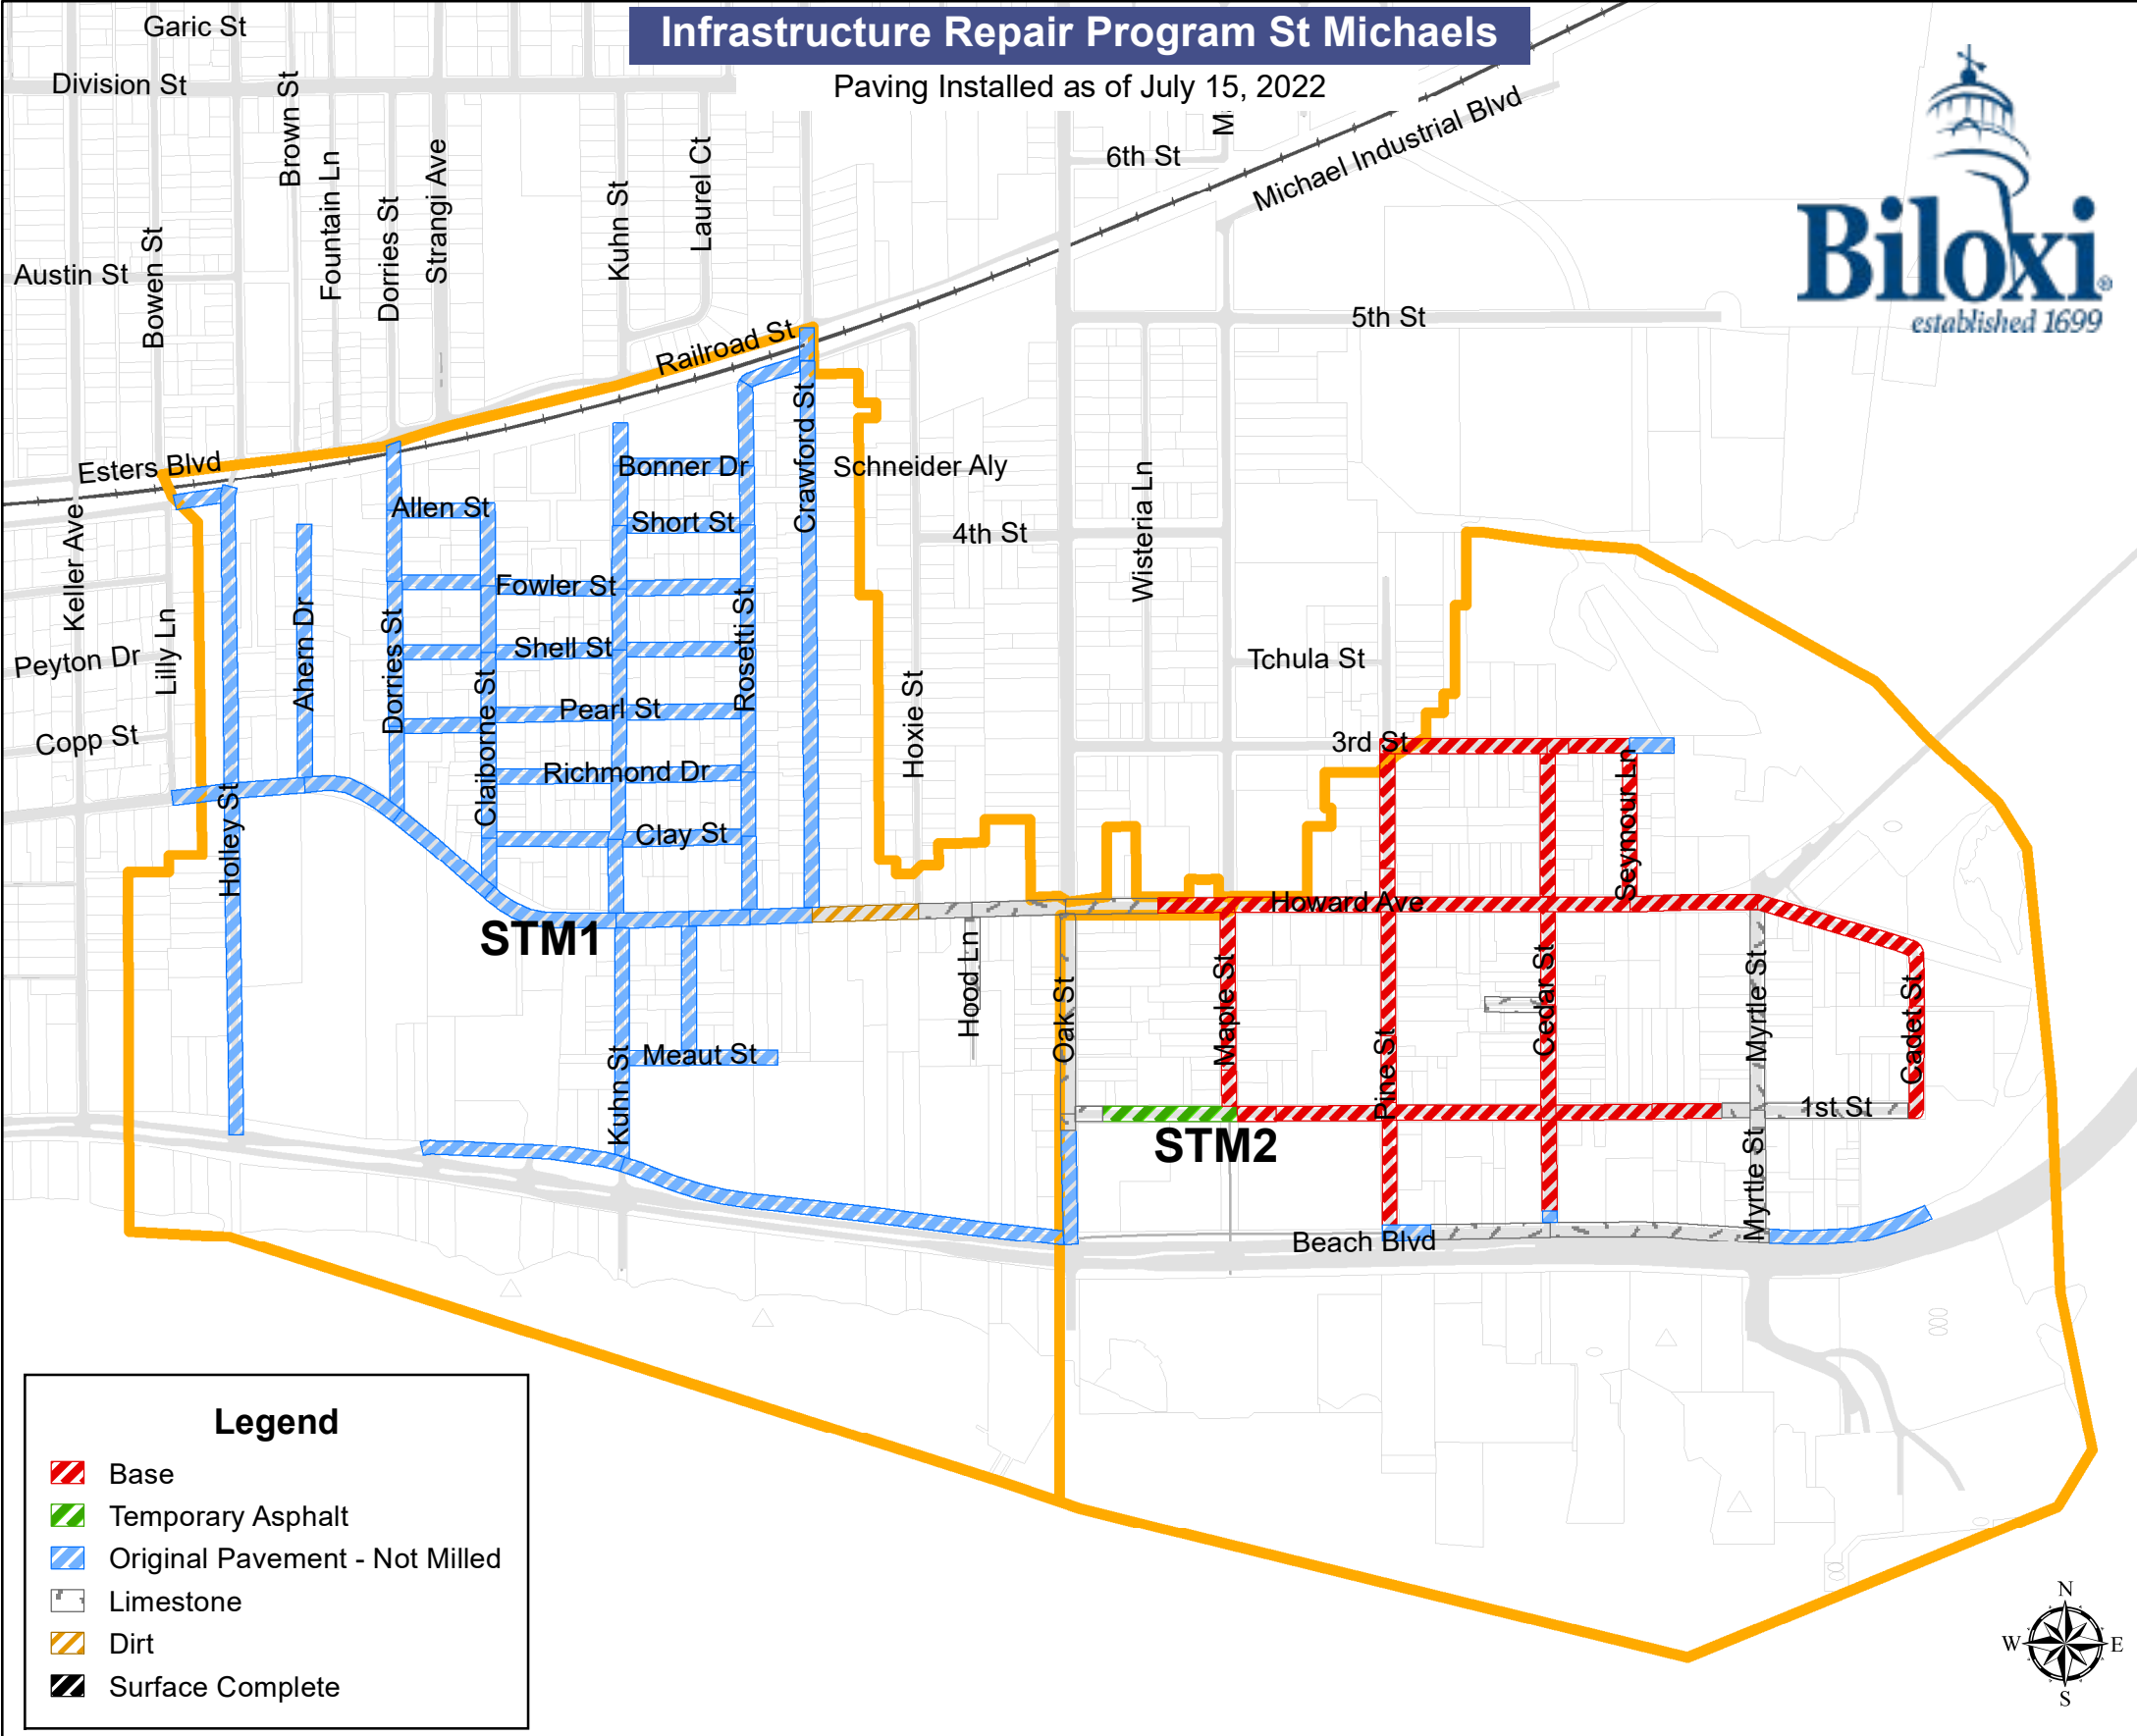 Infrastructure Repair Program St Michaels
Paving Installed as of July 15, 2022
Biloxi®
established 1699
Garic St
Division St
Brown St
Fountain Ln
Dorries St
Strangi Ave
Kuhn St
Laurel Ct
M
6th St
Michael Industrial Blvd
Austin St
Bowen St
5th St
Railroad St
Esters Blvd
Crawford St
Bonner Dr
Schneider Aly
Allen St
Short St
4th St
Wisteria Ln
Keller Ave
Lilly Ln
Ahern Dr
Dorries St
Fowler St
Rosetti St
Shell St
Peyton Dr
Tchula St
Claiborne St
Pearl St
Hoxie St
Copp St
3rd St
Richmond Dr
Seymour Ln
Holley St
Clay St
Howard Ave
STM1
Hood Ln
Oak St
Maple St
Pine St
Cedar St
Myrtle St
Cadet St
Meaut St
Kuhn St
1st St
STM2
Myrtle St
Beach Blvd
Legend
Base
Temporary Asphalt
Original Pavement - Not Milled
Limestone
Dirt
Surface Complete
N
W E
S